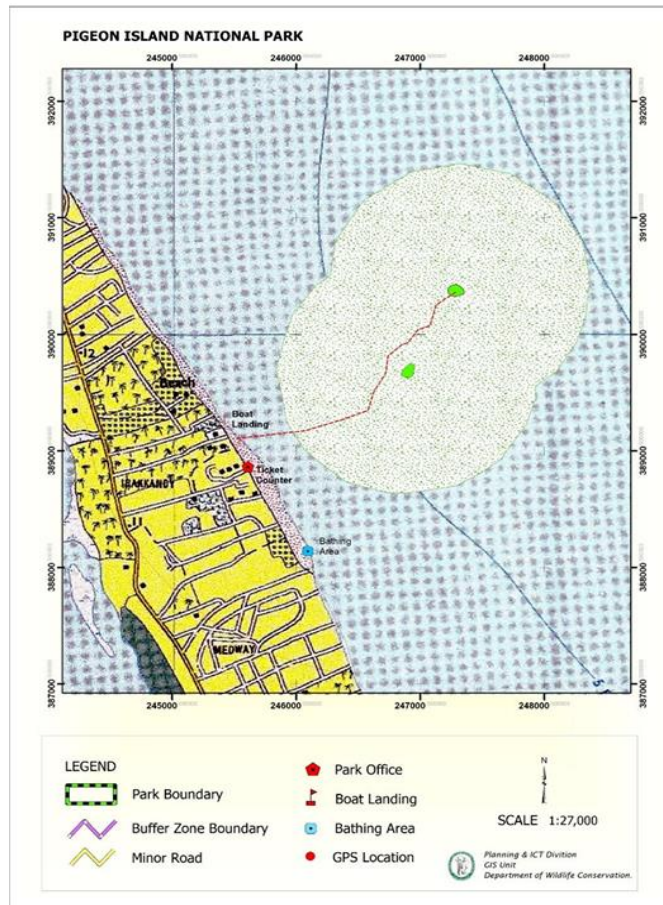 PIGEON ISLAND NATIONAL PARK
245000
246000
247000
248000
392000
392000
391000
391000
390000
390000
389000
389000
388000
388000
387000
387000
12
Beach
Boat
Landing
Ticket
Counter
11
Bathing
Area
MEDWAY
5
245000
246000
247000
248000
LEGEND
Park Boundary
Buffer Zone Boundary
Minor Road
Park Office
Boat Landing
Bathing Area
GPS Location
N
SCALE 1:27,000
Planning & ICT Divition
GIS Unit
Department of Wildlife Conservation.